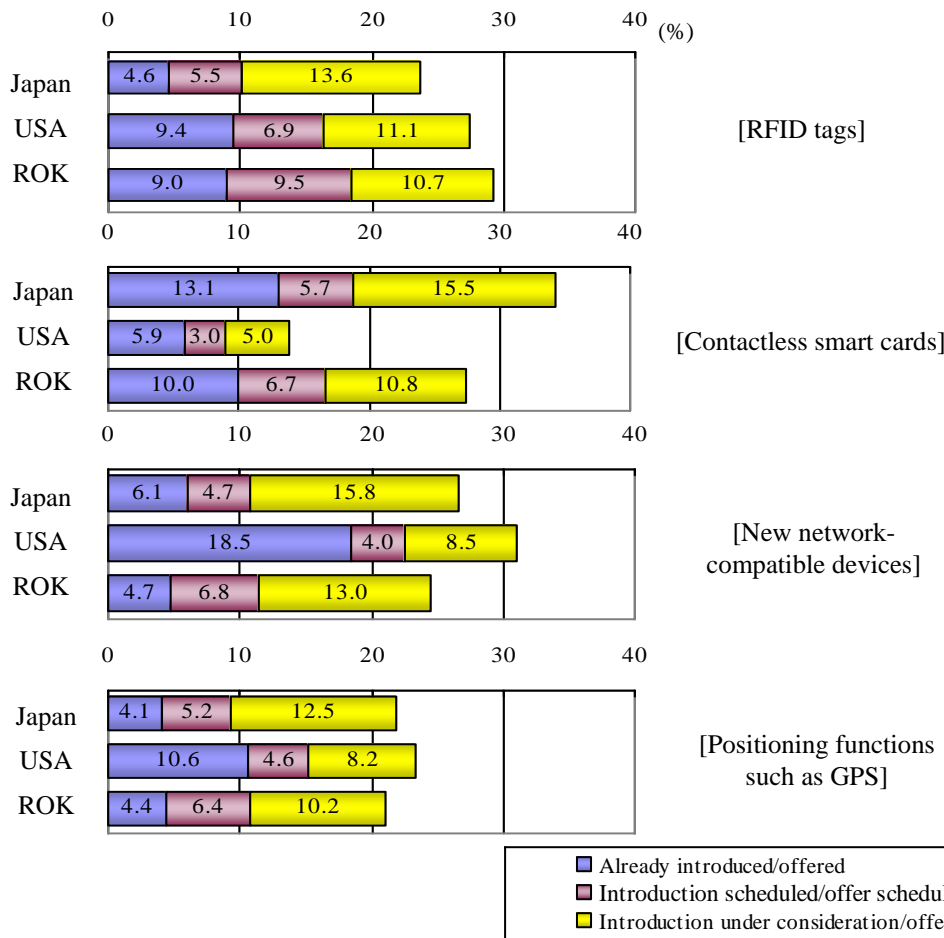 0 10 20 30 40 (%)
Japan 4.6 5.5 13.6
USA 9.4 6.9 11.1
ROK 9.0 9.5 10.7
[RFID tags]
0 10 20 30 40
Japan 13.1 5.7 15.5
USA 5.9 3.0 5.0
ROK 10.0 6.7 10.8
[Contactless smart cards]
0 10 20 30 40
Japan 6.1 4.7 15.8
USA 18.5 4.0 8.5
ROK 4.7 6.8 13.0
[New network-
compatible devices]
0 10 20 30 40
Japan 4.1 5.2 12.5
USA 10.6 4.6 8.2
ROK 4.4 6.4 10.2
[Positioning functions
such as GPS]
Already introduced/offered
Introduction scheduled/offer schedul
Introduction under consideration/offe